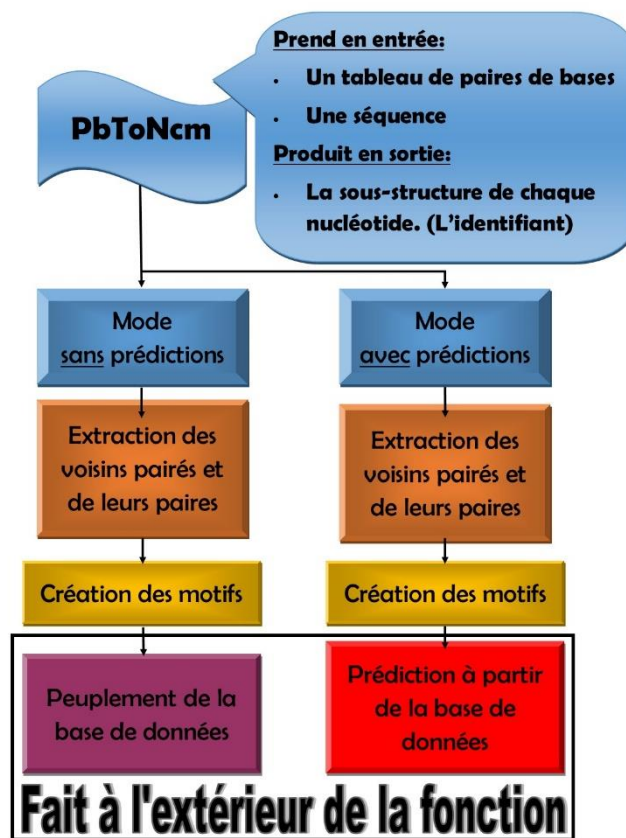 Prend en entrée:
• Un tableau de paires de bases
• Une séquence
Produit en sortie:
• La sous-structure de chaque
nucléotide. (L'identifiant)
PbToNcm
Mode
sans prédictions
Mode
avec prédictions
Extraction des
voisins pairés et
de leurs paires
Extraction des
voisins pairés et
de leurs paires
Création des motifs
Création des motifs
Peuplement de la
base de données
Prédiction à partir
de la base de
données
Fait à l'extérieur de la fonction